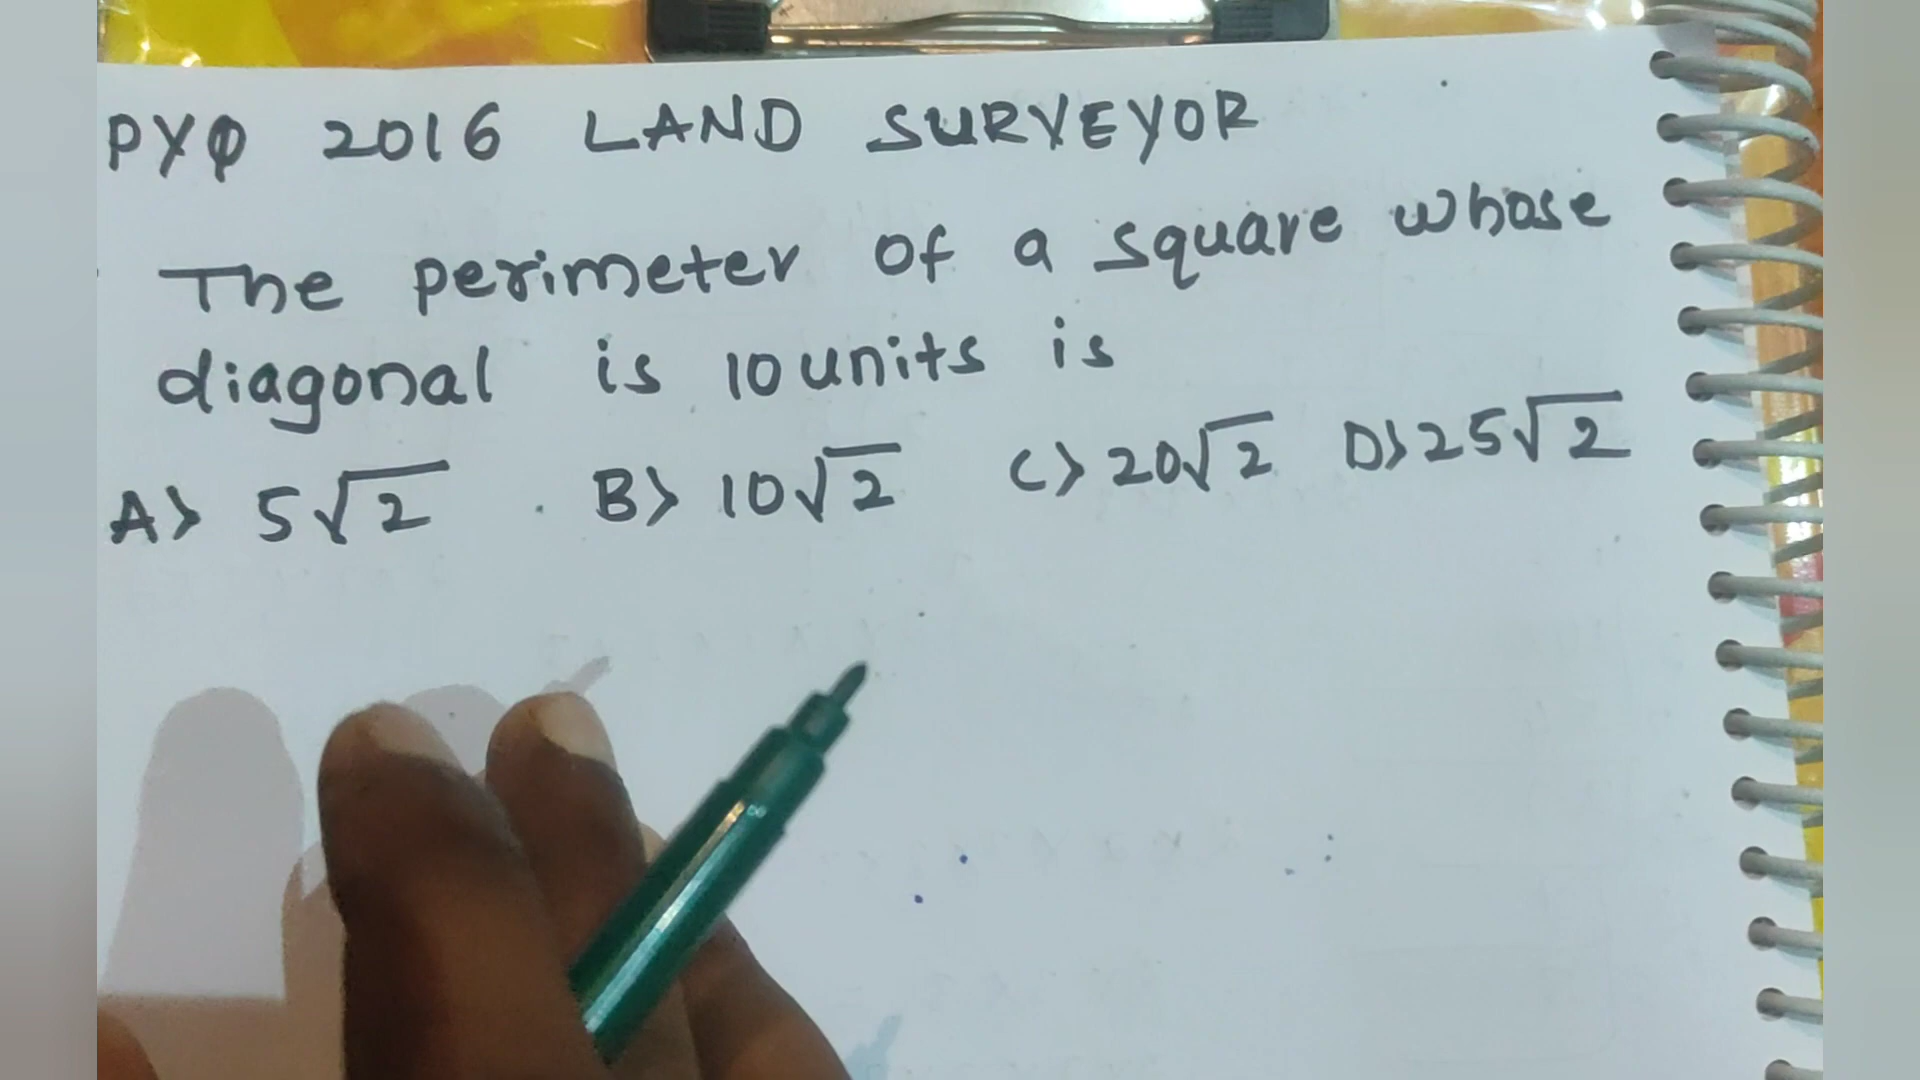 PYQ 2016 LAND SURVEYOR
The perimeter of a square whose
diagonal is 10 units is
A> 5√2 B> 10√2 C> 20√2 D> 25√2